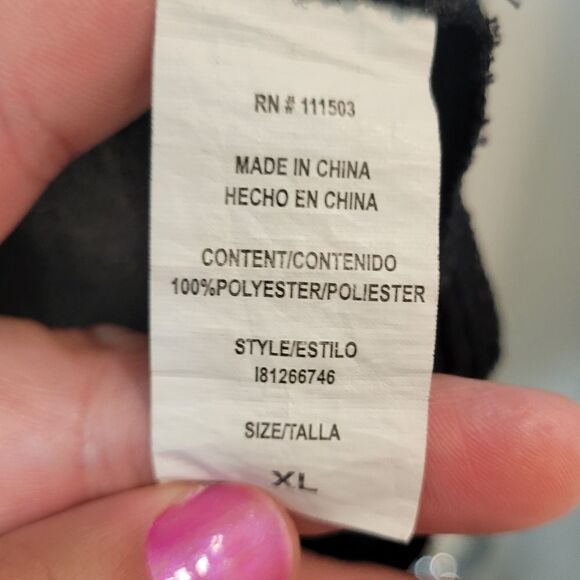 RN # 111503
MADE IN CHINA
HECHO EN CHINA
CONTENT/CONTENIDO
100%POLYESTER/POLIESTER
STYLE/ESTILO
I81266746
SIZE/TALLA
XL